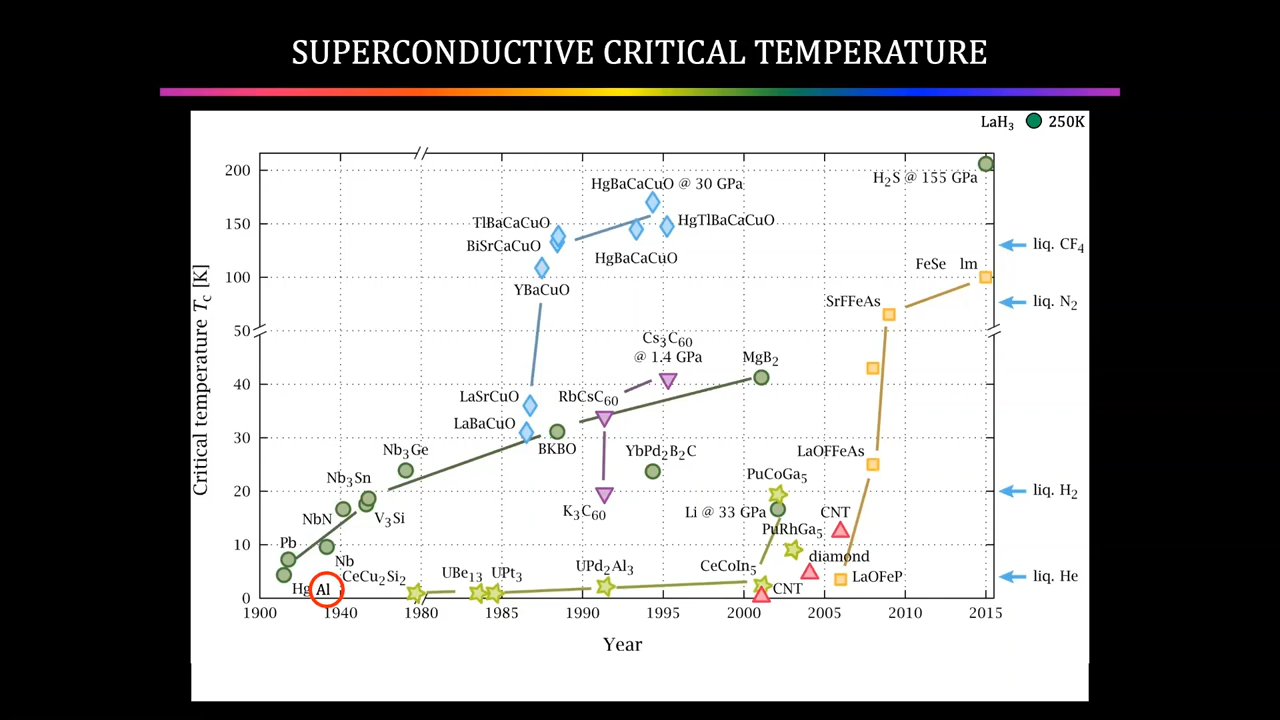 SUPERCONDUCTIVE CRITICAL TEMPERATURE
LaH₃ 250K
200
150
100
50
40
30
20
10
0
Critical temperature Tc [K]
H₂S @ 155 GPa
HgBaCaCuO @ 30 GPa
TlBaCaCuO
HgTlBaCaCuO
BiSrCaCuO
HgBaCaCuO
liq. CF₄
FeSe lm
YBaCuO
SrFFeAs
liq. N₂
Cs₃C₆₀
@ 1.4 GPa
MgB₂
LaSrCuO
RbCsC₆₀
LaBaCuO
BKBO
Nb₃Ge
YbPd₂B₂C
LaOFFeAs
Nb₃Sn
PuCoGa₅
liq. H₂
NbN
V₃Si
K₃C₆₀
Li @ 33 GPa
CNT
PuRhGa₅
Pb
Nb
diamond
CeCu₂Si₂
UBe₁₃
UPt₃
UPd₂Al₃
CeCoIn₅
LaOFeP
liq. He
Hg
Al
CNT
1900 1940 1980 1985 1990 1995 2000 2005 2010 2015
Year